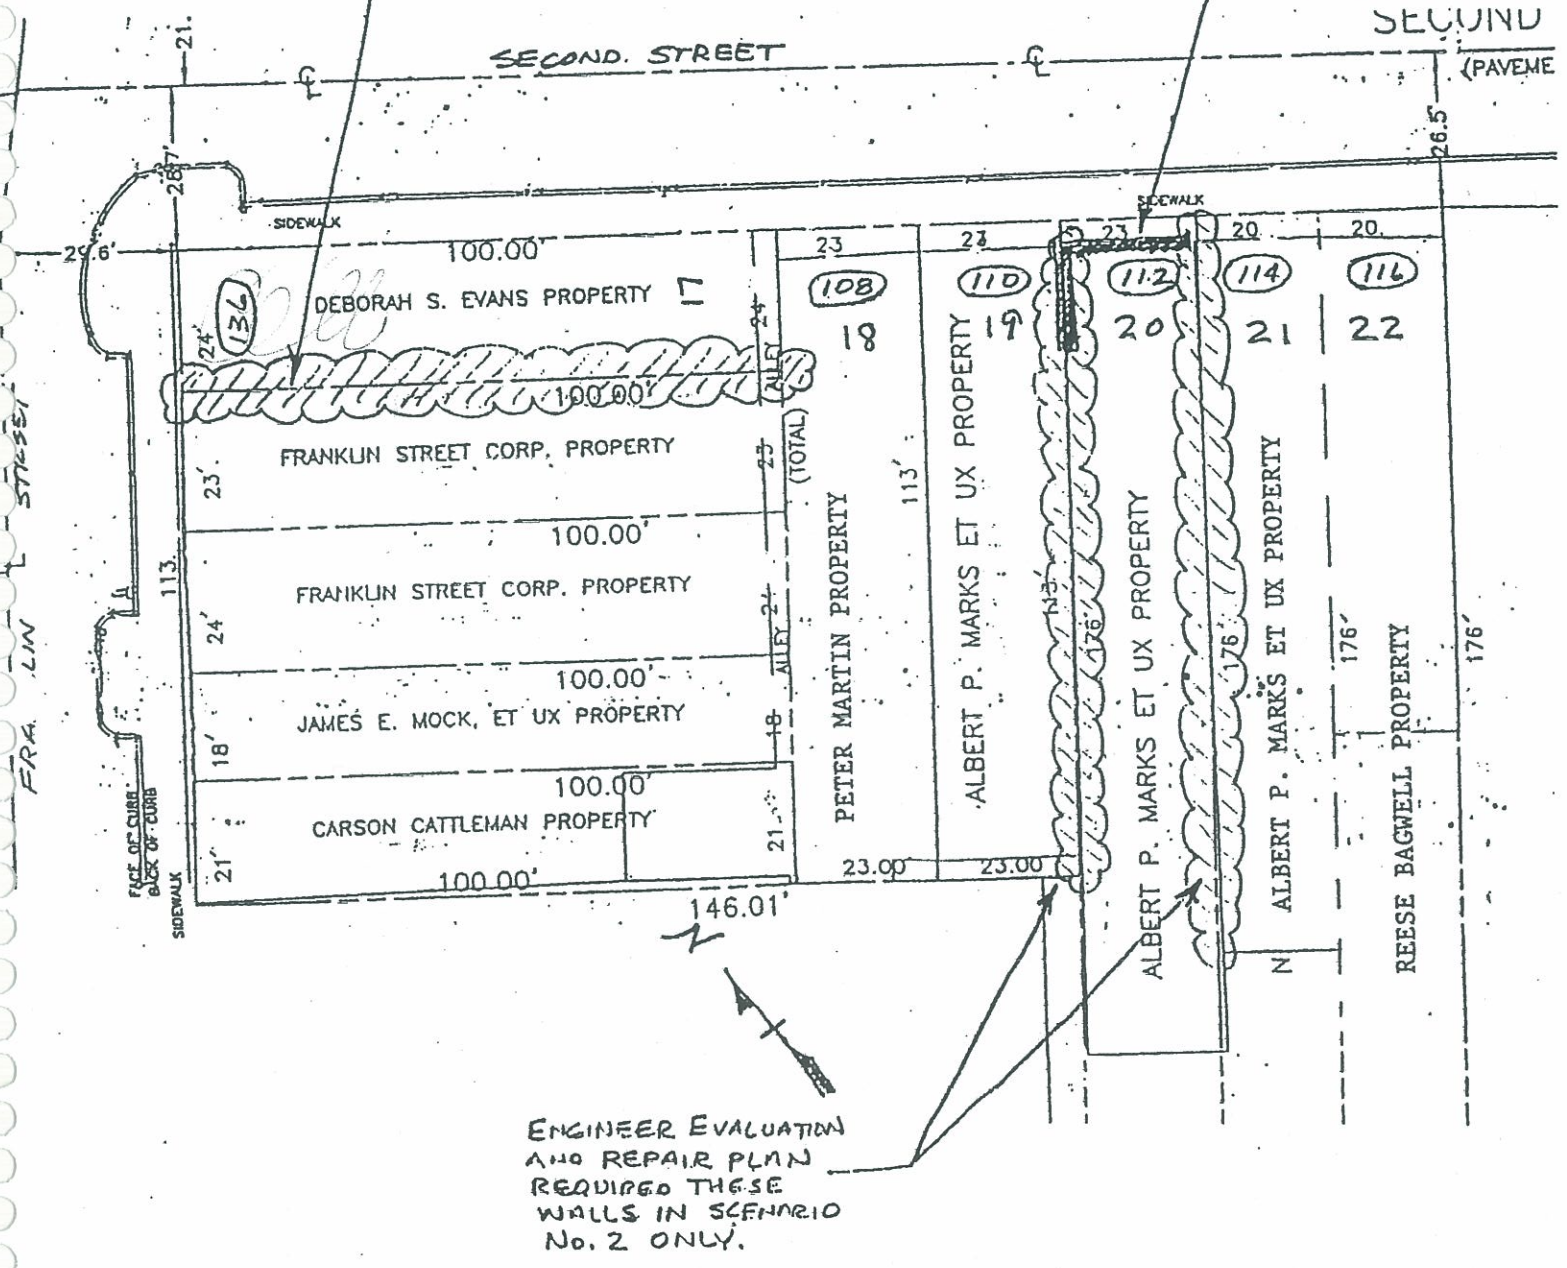 SECOND
SECOND. STREET
(PAVEME
21.
26.5'
28.7'
29.6'
SIDEWALK
SIDEWALK
100.00'
23
23
20
20.
136
DEBORAH S. EVANS PROPERTY
17
108
110
112
114
116
18
19
20
21
22
24'
24
ALLEY
100.00'
FRANKLIN STREET CORP. PROPERTY
23'
23
(TOTAL)
113'
100.00'
FRANKLIN STREET CORP. PROPERTY
113.
24'
ALLEY
100.00'
JAMES E. MOCK, ET UX PROPERTY
18'
18
100.00'
CARSON CATTLEMAN PROPERTY
21'
21
100.00'
146.01'
23.00
23.00
PETER MARTIN PROPERTY
ALBERT P. MARKS ET UX PROPERTY
176'
ALBERT P. MARKS ET UX PROPERTY
176'
N
ALBERT P. MARKS ET UX PROPERTY
176'
REESE BAGWELL PROPERTY
176'
FACE OF CURB
BACK OF CURB
SIDEWALK
N
ENGINEER EVALUATION
AND REPAIR PLAN
REQUIRED THESE
WALLS IN SCENARIO
No. 2 ONLY.